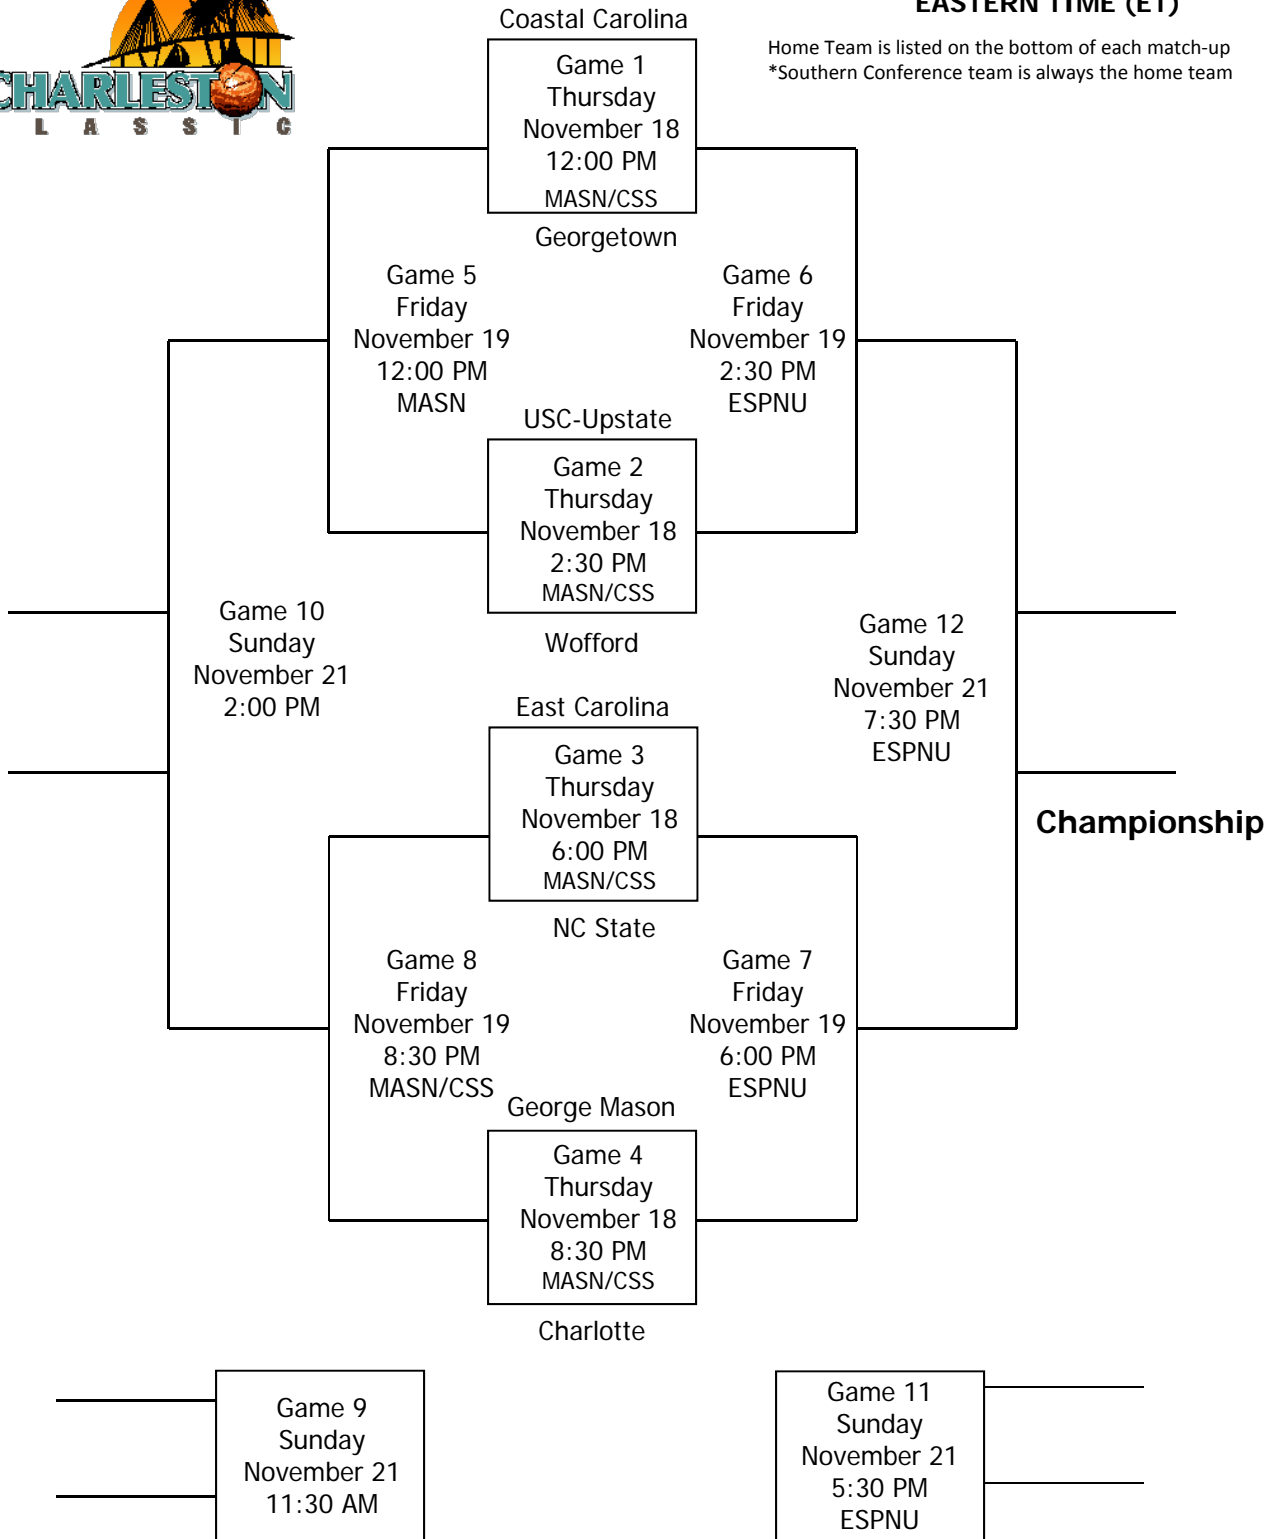 CHARLESTON
CLASSIC
EASTERN TIME (ET)
Home Team is listed on the bottom of each match-up
*Southern Conference team is always the home team
Coastal Carolina
Game 1
Thursday
November 18
12:00 PM
MASN/CSS
Georgetown
Game 5
Friday
November 19
12:00 PM
MASN
Game 6
Friday
November 19
2:30 PM
ESPNU
USC-Upstate
Game 2
Thursday
November 18
2:30 PM
MASN/CSS
Wofford
Game 10
Sunday
November 21
2:00 PM
Game 12
Sunday
November 21
7:30 PM
ESPNU
Championship
East Carolina
Game 3
Thursday
November 18
6:00 PM
MASN/CSS
NC State
Game 8
Friday
November 19
8:30 PM
MASN/CSS
Game 7
Friday
November 19
6:00 PM
ESPNU
George Mason
Game 4
Thursday
November 18
8:30 PM
MASN/CSS
Charlotte
Game 9
Sunday
November 21
11:30 AM
Game 11
Sunday
November 21
5:30 PM
ESPNU